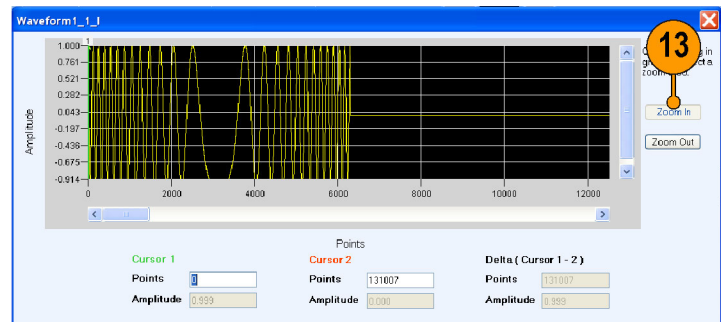 Waveform1_1_I
1
1.000
0.761
0.521
0.282
0.043
-0.197
-0.436
-0.675
-0.914
Amplitude
0 2000 4000 6000 8000 10000 12000
Points
13
in
a
zoom
Zoom In
Zoom Out
Cursor 1 Cursor 2 Delta ( Cursor 1 - 2 )
Points 0 Points 131007 Points 131007
Amplitude 0.999 Amplitude 0.000 Amplitude 0.999